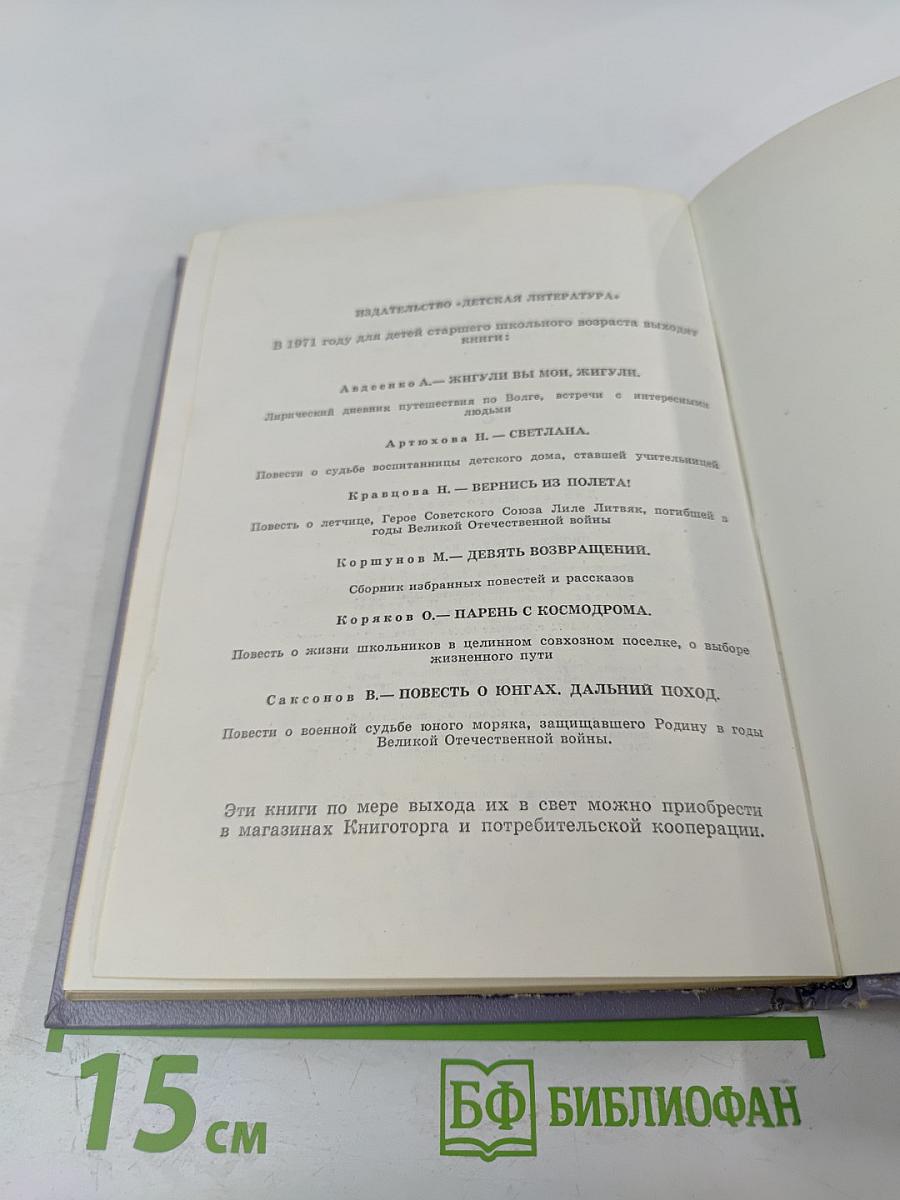 ИЗДАТЕЛЬСТВО «ДЕТСКАЯ ЛИТЕРАТУРА»
В 1971 году для детей старшего школьного возраста выходят
книги:
Авдеенко А.— ЖИГУЛИ ВЫ МОИ, ЖИГУЛИ.
Лирический дневник путешествия по Волге, встречи с интересными
людьми
Артюхова Н. — СВЕТЛАНА.
Повести о судьбе воспитанницы детского дома, ставшей учительницей
Кравцова Н. — ВЕРНИСЬ ИЗ ПОЛЕТА!
Повесть о летчице, Герое Советского Союза Лиле Литвяк, погибшей в
годы Великой Отечественной войны
Коршунов М.— ДЕВЯТЬ ВОЗВРАЩЕНИЙ.
Сборник избранных повестей и рассказов
Коряков О.— ПАРЕНЬ С КОСМОДРОМА.
Повесть о жизни школьников в целинном совхозном поселке, о выборе
жизненного пути
Саксонов В.— ПОВЕСТЬ О ЮНГАХ. ДАЛЬНИЙ ПОХОД.
Повести о военной судьбе юного моряка, защищавшего Родину в годы
Великой Отечественной войны.
Эти книги по мере выхода их в свет можно приобрести
в магазинах Книготорга и потребительской кооперации.
15 см
БФ БИБЛИОФАН